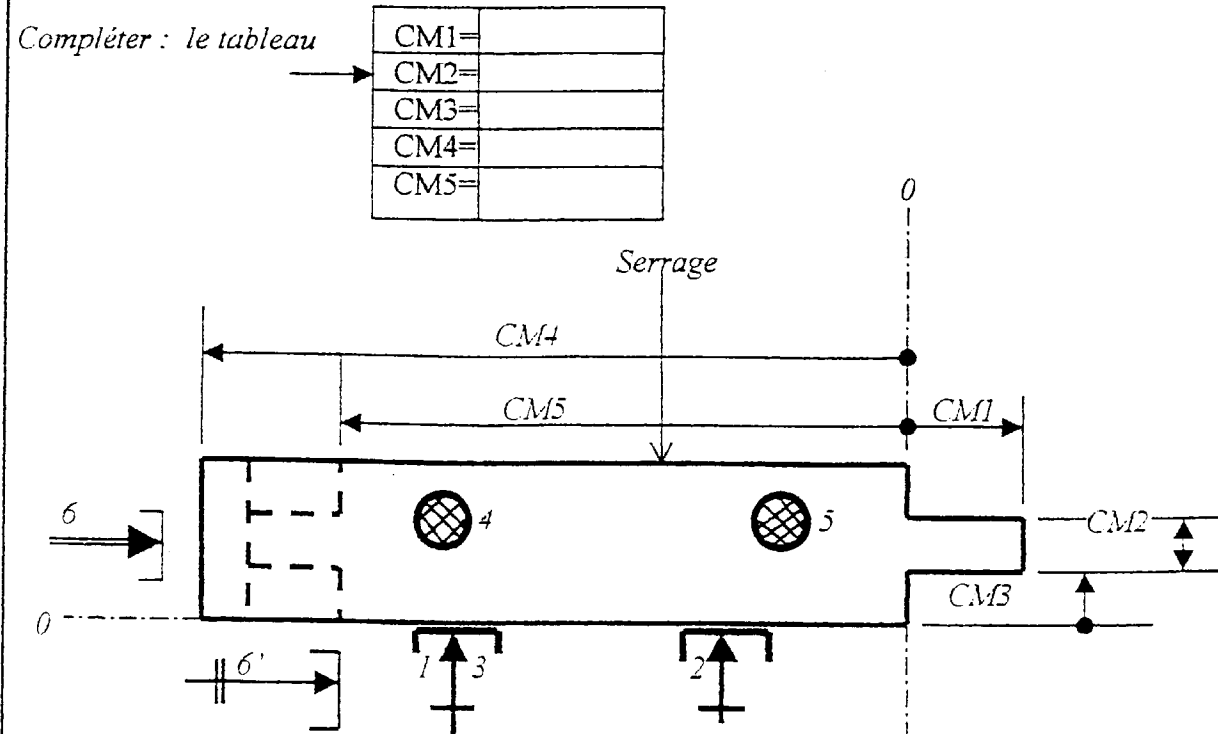 Compléter : le tableau
CM1=
CM2=
CM3=
CM4=
CM5=
0
Serrage
CM4
CM5
CM1
6
4
5
CM2
CM3
0
6'
1
3
2